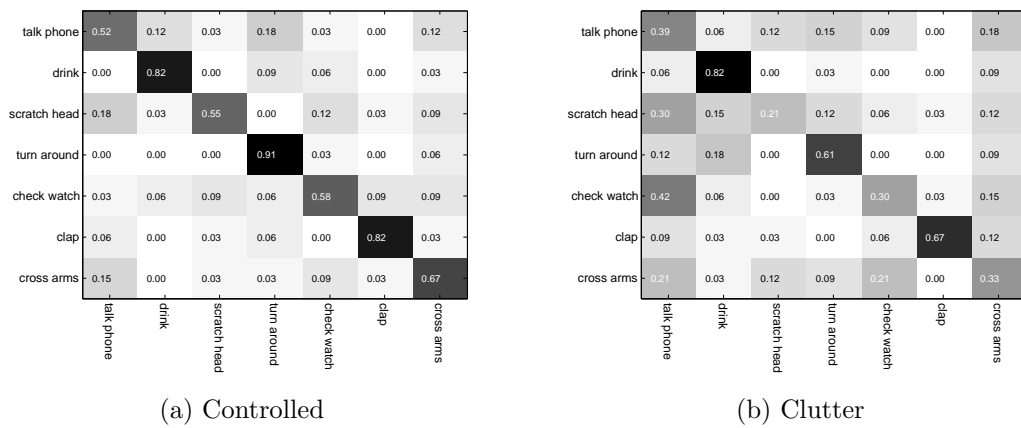 talk phone 0.52 0.12 0.03 0.18 0.03 0.00 0.12
drink 0.00 0.82 0.00 0.09 0.06 0.00 0.03
scratch head 0.18 0.03 0.55 0.00 0.12 0.03 0.09
turn around 0.00 0.00 0.00 0.91 0.03 0.00 0.06
check watch 0.03 0.06 0.09 0.06 0.58 0.09 0.09
clap 0.06 0.00 0.03 0.06 0.00 0.82 0.03
cross arms 0.15 0.00 0.03 0.03 0.09 0.03 0.67
talk phone drink scratch head turn around check watch clap cross arms
(a) Controlled
talk phone 0.39 0.06 0.12 0.15 0.09 0.00 0.18
drink 0.06 0.82 0.00 0.03 0.00 0.00 0.09
scratch head 0.30 0.15 0.21 0.12 0.06 0.03 0.12
turn around 0.12 0.18 0.00 0.61 0.00 0.00 0.09
check watch 0.42 0.06 0.00 0.03 0.30 0.03 0.15
clap 0.09 0.03 0.03 0.00 0.06 0.67 0.12
cross arms 0.21 0.03 0.12 0.09 0.21 0.00 0.33
talk phone drink scratch head turn around check watch clap cross arms
(b) Clutter